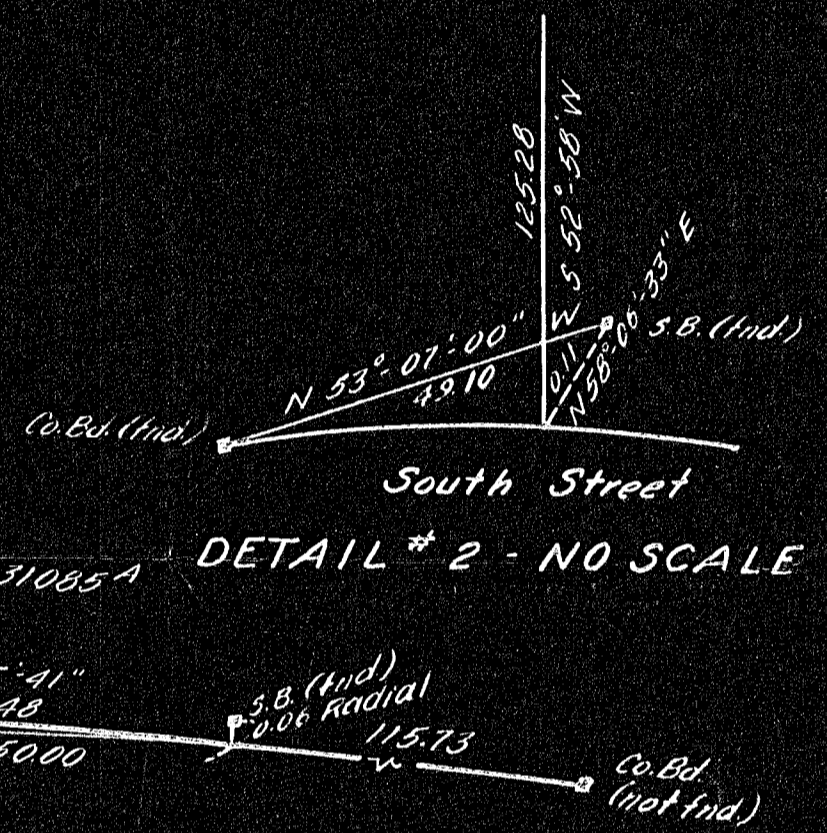 125.28
S 52°-58' W
N 53°-07'-00" W
49.10
0.11
N 58°-06'-33" E
S.B. (fnd.)
Co. Bd. (fnd.)
South Street
DETAIL # 2 - NO SCALE
31085 A
'41"
48
50.00
S.B. (fnd.)
0.06 Radial
115.73
Co. Bd.
(not fnd.)